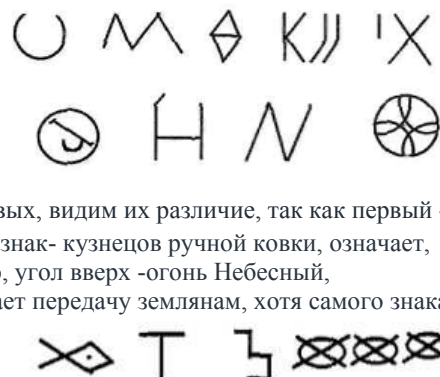 вых, видим их различие, так как первый -
знак- кузнецов ручной ковки, означает,
, угол вверх -огонь Небесный,
ает передачу землянам, хотя самого знака